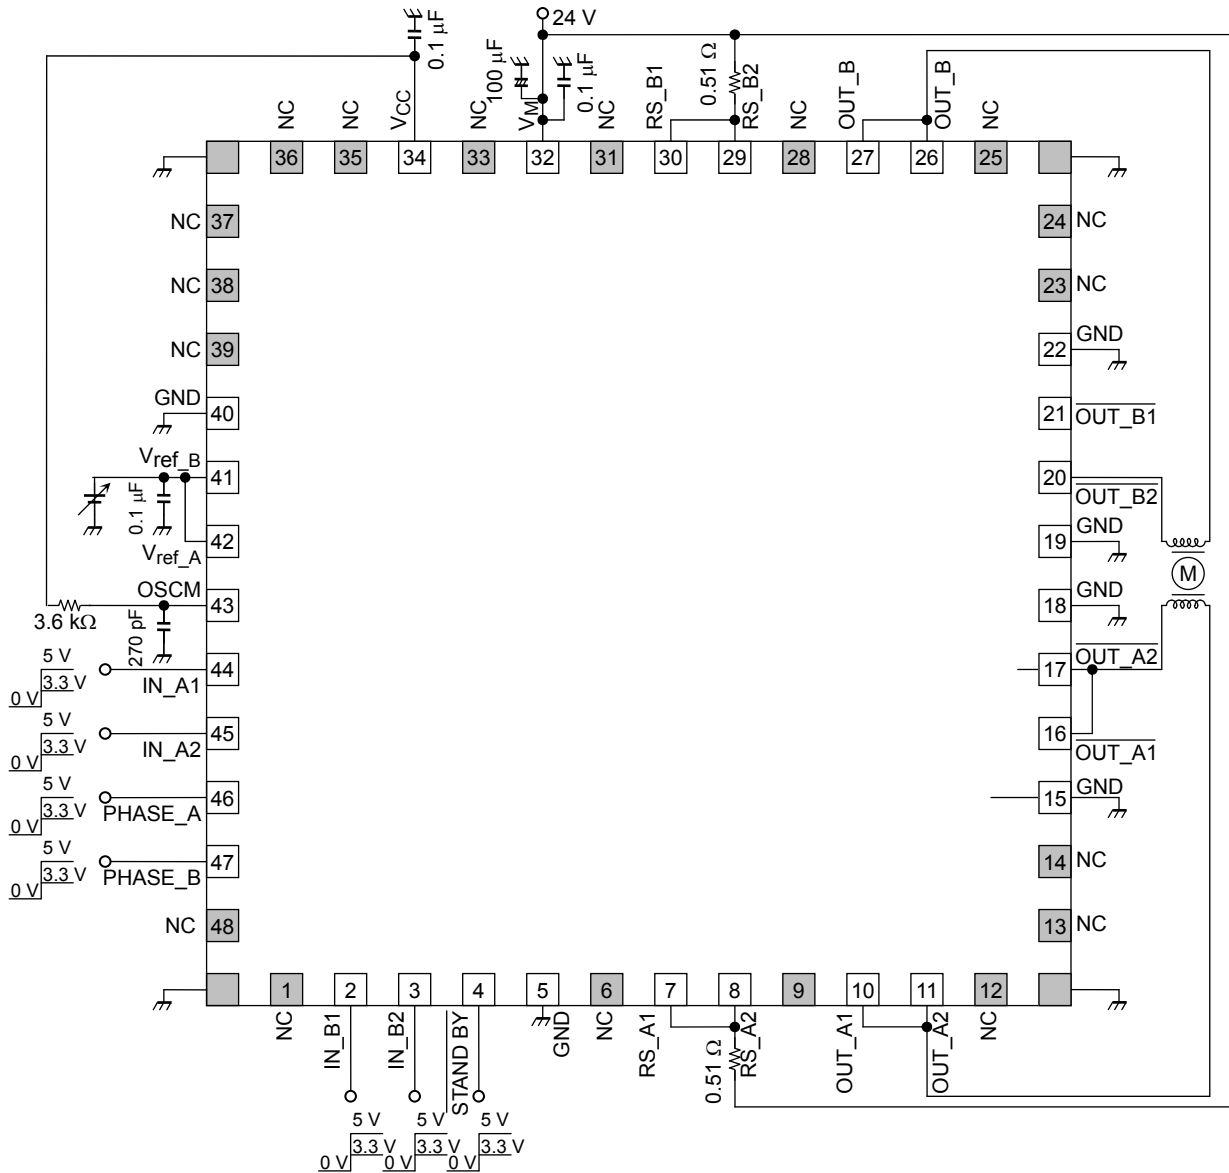 24 V
0.1 µF
100 µF
0.1 µF
0.51 Ω
NC
NC
VCC
NC
VM
NC
RS_B1
RS_B2
NC
OUT_B
OUT_B
NC
36
35
34
33
32
31
30
29
28
27
26
25
NC 37
24 NC
NC 38
23 NC
NC 39
22 GND
GND 40
21 OUT_B1
Vref_B 41
0.1 µF
20 OUT_B2
Vref_A 42
19 GND
M
OSCM 43
3.6 kΩ
270 pF
18 GND
5 V
3.3 V
0 V
IN_A1 44
17 OUT_A2
5 V
3.3 V
0 V
IN_A2 45
16 OUT_A1
5 V
3.3 V
0 V
PHASE_A 46
15 GND
5 V
3.3 V
0 V
PHASE_B 47
14 NC
NC 48
13 NC
1
2
3
4
5
6
7
8
9
10
11
12
NC
IN_B1
IN_B2
STAND BY
GND
NC
RS_A1
0.51 Ω
RS_A2
OUT_A1
OUT_A2
NC
5 V
3.3 V
0 V
5 V
3.3 V
0 V
5 V
3.3 V
0 V